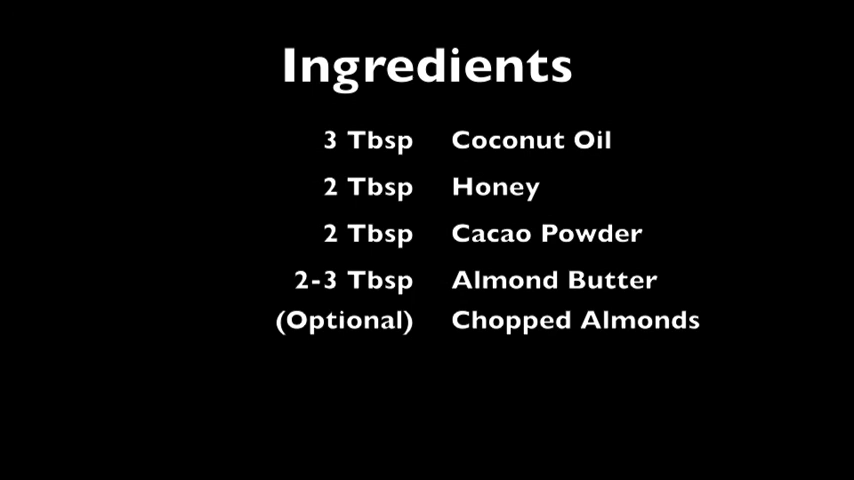 Ingredients
3 Tbsp Coconut Oil
2 Tbsp Honey
2 Tbsp Cacao Powder
2-3 Tbsp Almond Butter
(Optional) Chopped Almonds